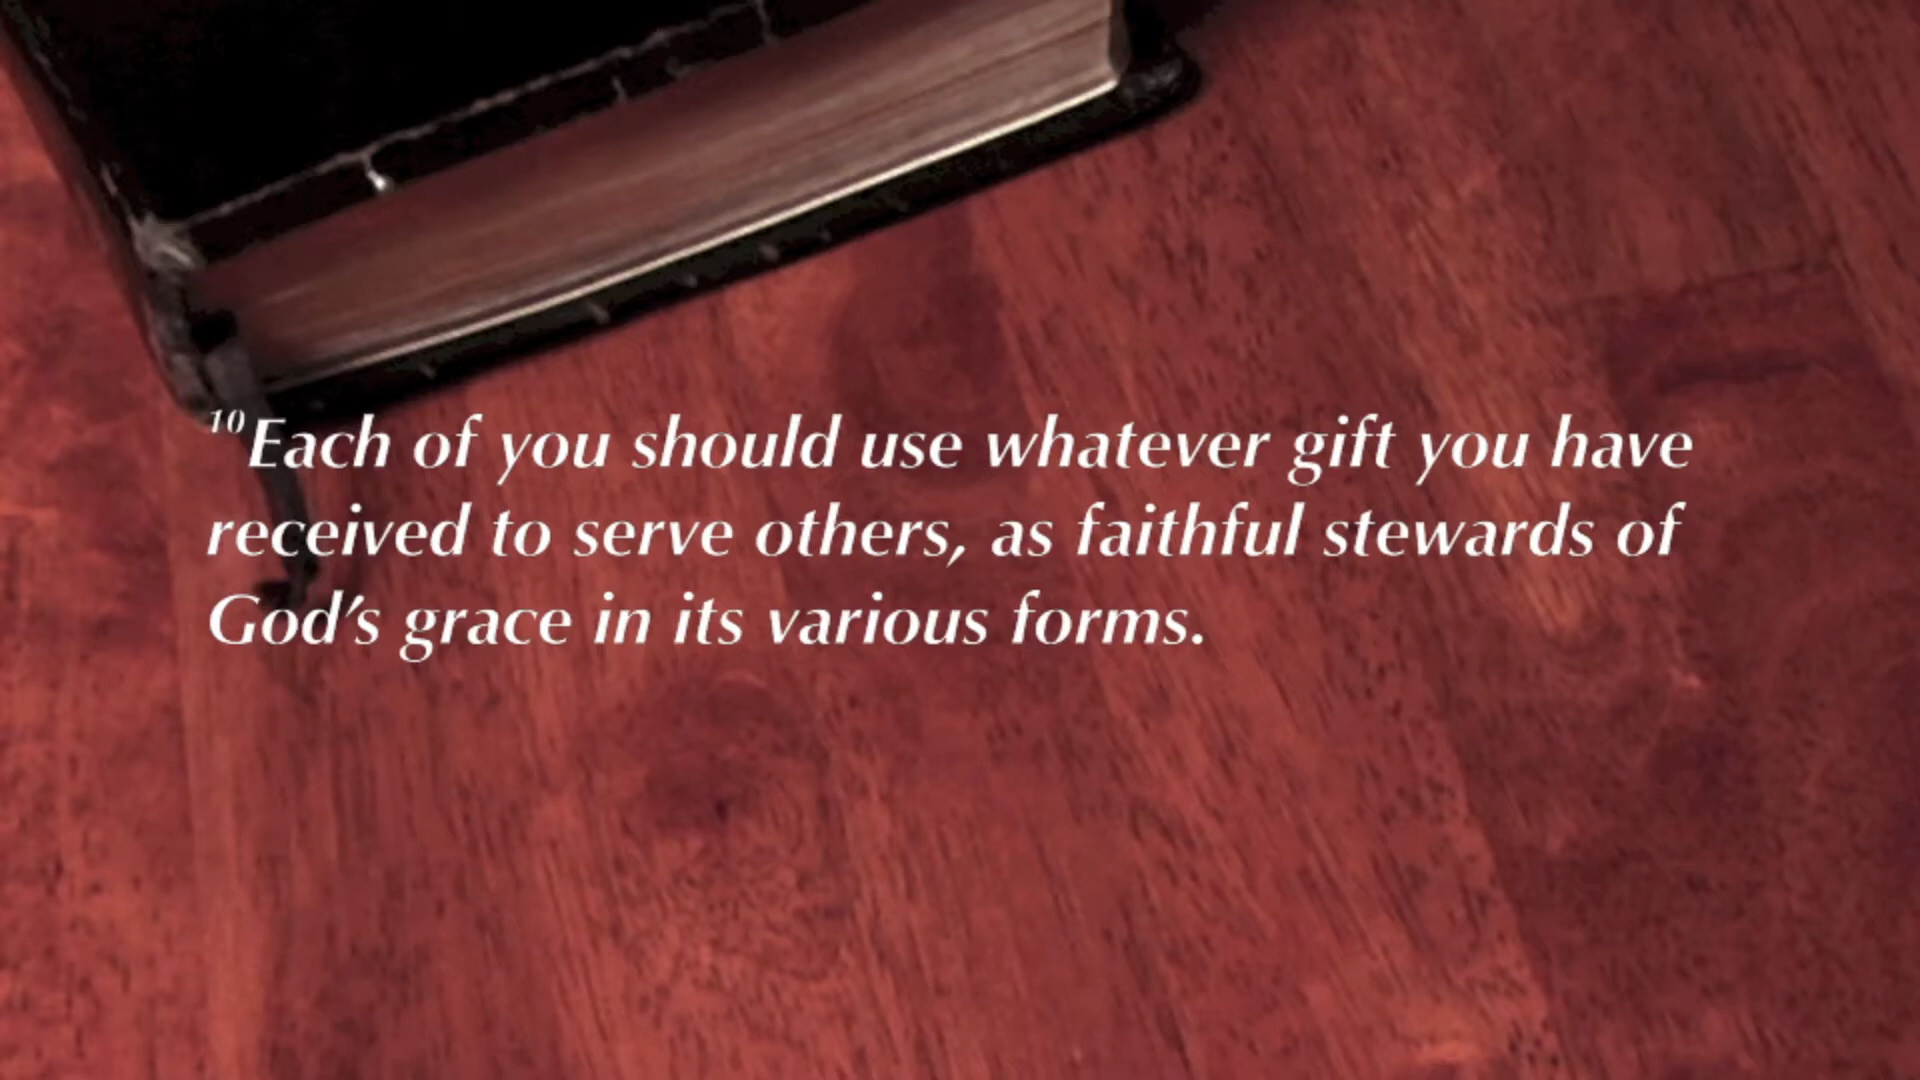 ¹⁰Each of you should use whatever gift you have
received to serve others, as faithful stewards of
God’s grace in its various forms.